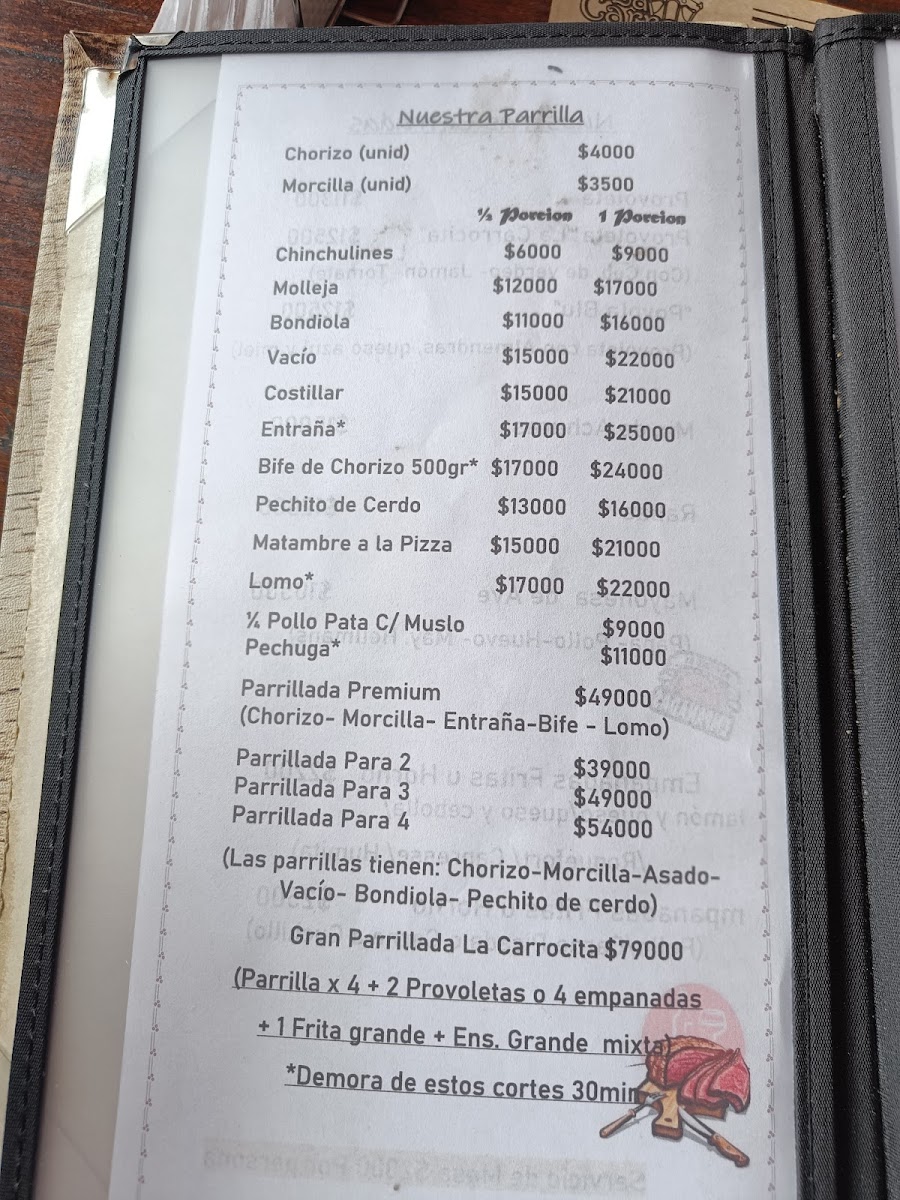 Nuestra Parrilla
Chorizo (unid) $4000
Morcilla (unid) $3500
½ Porcion 1 Porcion
Chinchulines $6000 $9000
Molleja $12000 $17000
Bondiola $11000 $16000
Vacío $15000 $22000
Costillar $15000 $21000
Entraña* $17000 $25000
Bife de Chorizo 500gr* $17000 $24000
Pechito de Cerdo $13000 $16000
Matambre a la Pizza $15000 $21000
Lomo* $17000 $22000
¼ Pollo Pata C/ Muslo $9000
Pechuga* $11000
Parrillada Premium $49000
(Chorizo- Morcilla- Entraña-Bife - Lomo)
Parrillada Para 2 $39000
Parrillada Para 3 $49000
Parrillada Para 4 $54000
(Las parrillas tienen: Chorizo-Morcilla-Asado-
Vacío- Bondiola- Pechito de cerdo)
Gran Parrillada La Carrocita $79000
(Parrilla x 4 + 2 Provoletas o 4 empanadas
+ 1 Frita grande + Ens. Grande mixta)
*Demora de estos cortes 30min